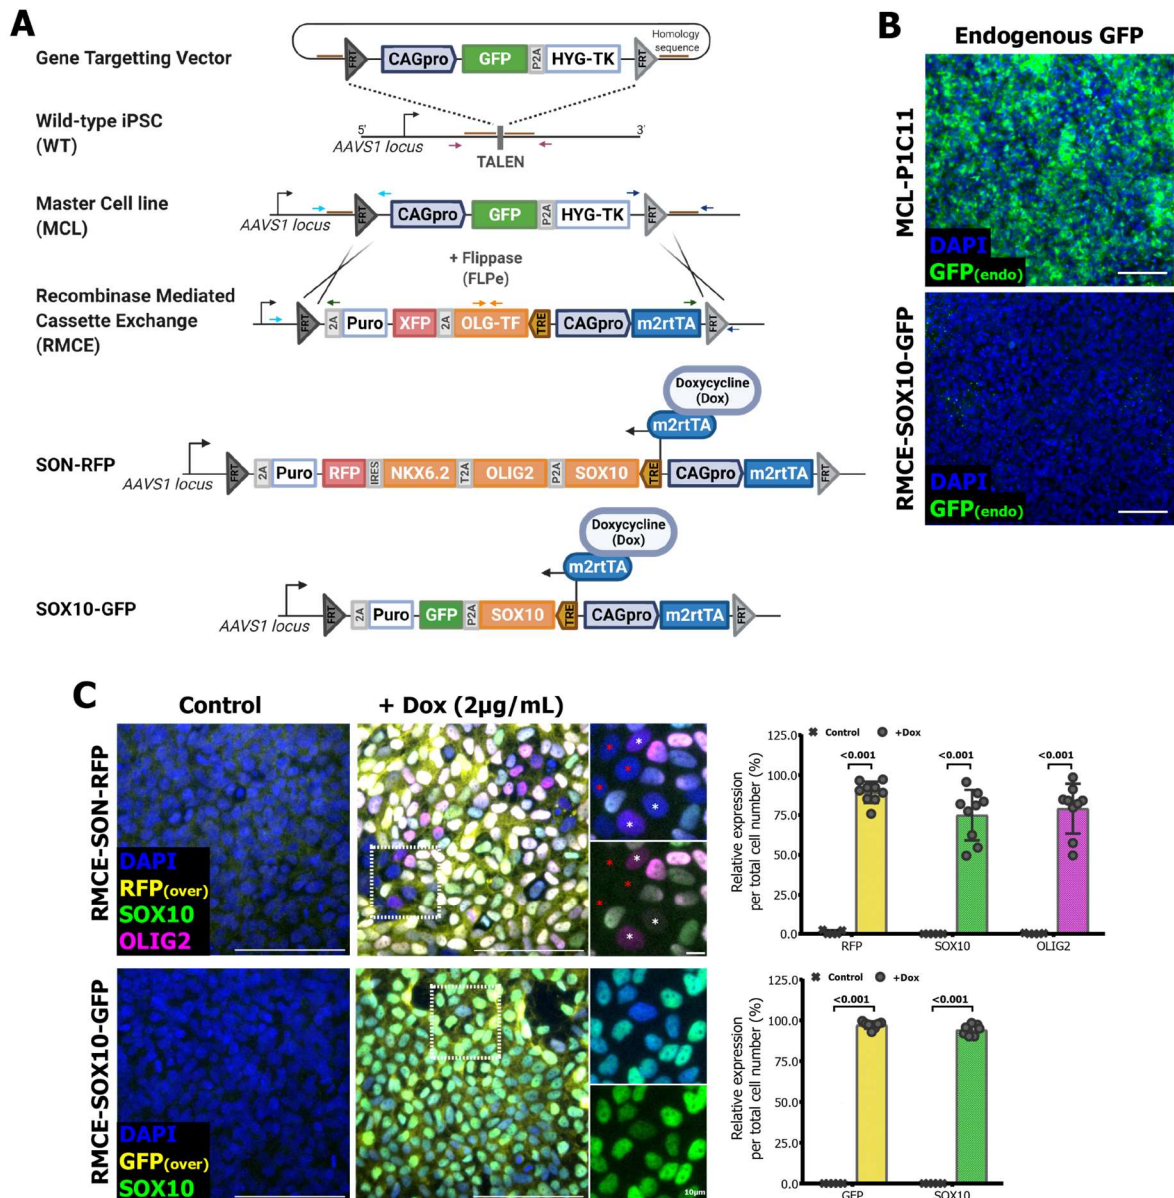 A
Gene Targetting Vector
FRT
CAGpro
GFP
P2A
HYG-TK
FRT
Homology
sequence
Wild-type iPSC
(WT)
5'
3'
AAVS1 locus
TALEN
Master Cell line
(MCL)
AAVS1 locus
FRT
CAGpro
GFP
P2A
HYG-TK
FRT
+ Flippase
(FLPe)
Recombinase Mediated
Cassette Exchange
(RMCE)
FRT
2A
Puro
XFP
2A
OLG-TF
TRE
CAGpro
m2rtTA
FRT
Doxycycline
(Dox)
m2rtTA
SON-RFP
AAVS1 locus
FRT
2A
Puro
RFP
IRES
NKX6.2
T2A
OLIG2
P2A
SOX10
TRE
CAGpro
m2rtTA
FRT
Doxycycline
(Dox)
m2rtTA
SOX10-GFP
AAVS1 locus
FRT
2A
Puro
GFP
P2A
SOX10
TRE
CAGpro
m2rtTA
FRT
B
Endogenous GFP
MCL-P1C11
DAPI
GFP(endo)
RMCE-SOX10-GFP
DAPI
GFP(endo)
C
Control
+ Dox (2µg/mL)
RMCE-SON-RFP
DAPI
RFP(over)
SOX10
OLIG2
* * * * * *
* * * * * *
Relative expression
per total cell number (%)
Control
+Dox
125.0
100.0
75.0
50.0
25.0
0.0
<0.001
<0.001
<0.001
RFP
SOX10
OLIG2
RMCE-SOX10-GFP
DAPI
GFP(over)
SOX10
10µm
Relative expression
per total cell number (%)
Control
+Dox
125.0
100.0
75.0
50.0
25.0
0.0
<0.001
<0.001
GFP
SOX10